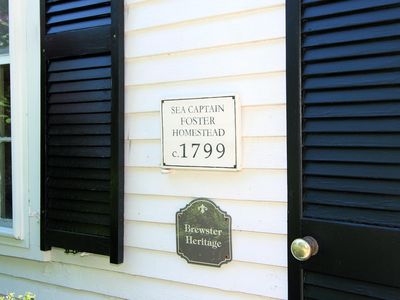 SEA CAPTAIN
FOSTER
HOMESTEAD
c.1799
Brewster
Heritage